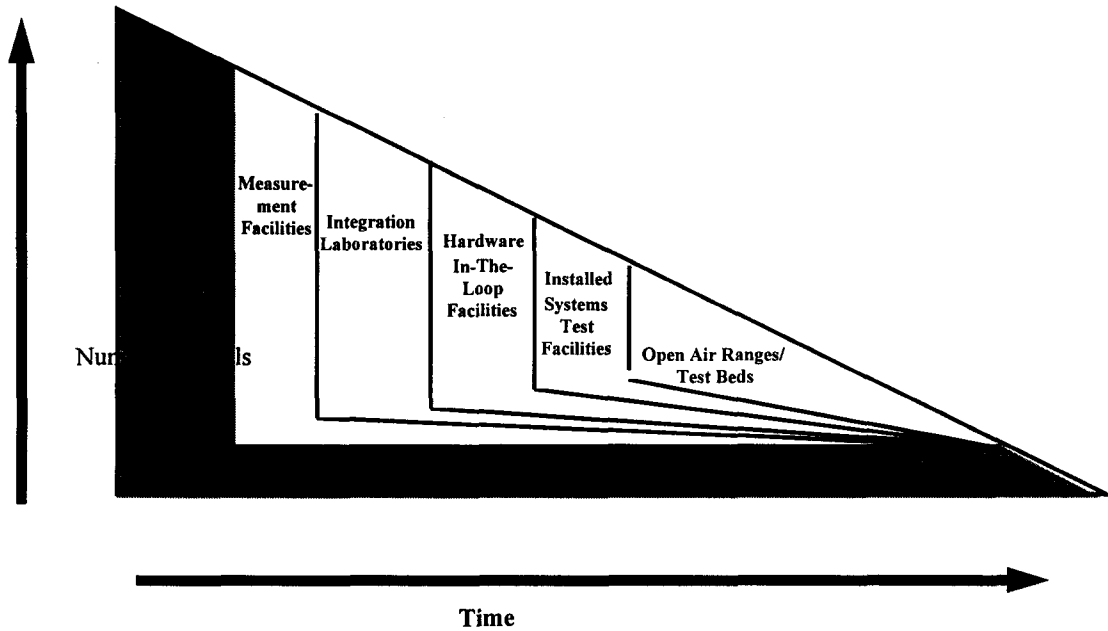 Measure-
ment
Facilities
Integration
Laboratories
Hardware
In-The-
Loop
Facilities
Installed
Systems
Test
Facilities
Open Air Ranges/
Test Beds
Time